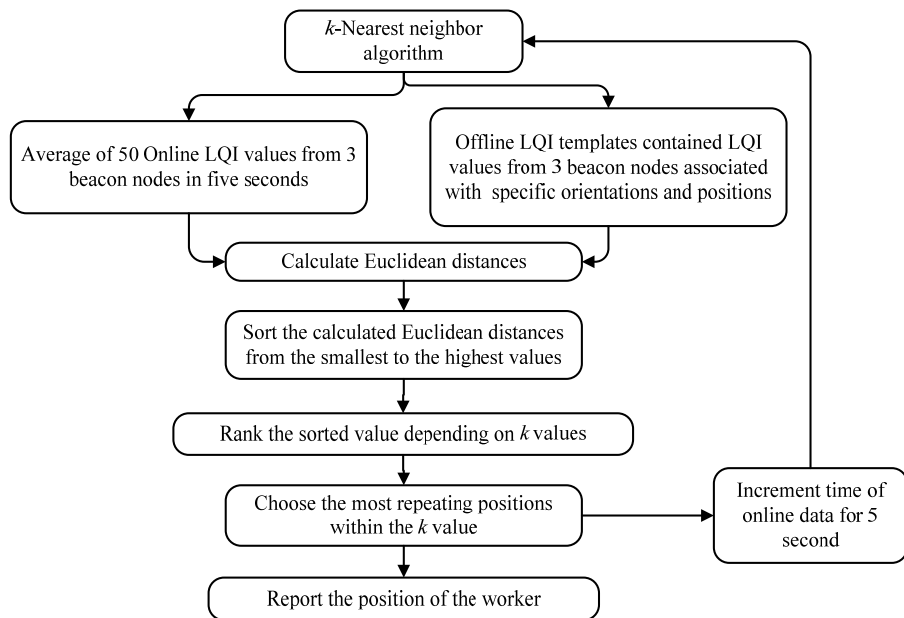 k-Nearest neighbor
algorithm
Average of 50 Online LQI values from 3
beacon nodes in five seconds
Offline LQI templates contained LQI
values from 3 beacon nodes associated
with specific orientations and positions
Calculate Euclidean distances
Sort the calculated Euclidean distances
from the smallest to the highest values
Rank the sorted value depending on k values
Choose the most repeating positions
within the k value
Increment time of
online data for 5
second
Report the position of the worker